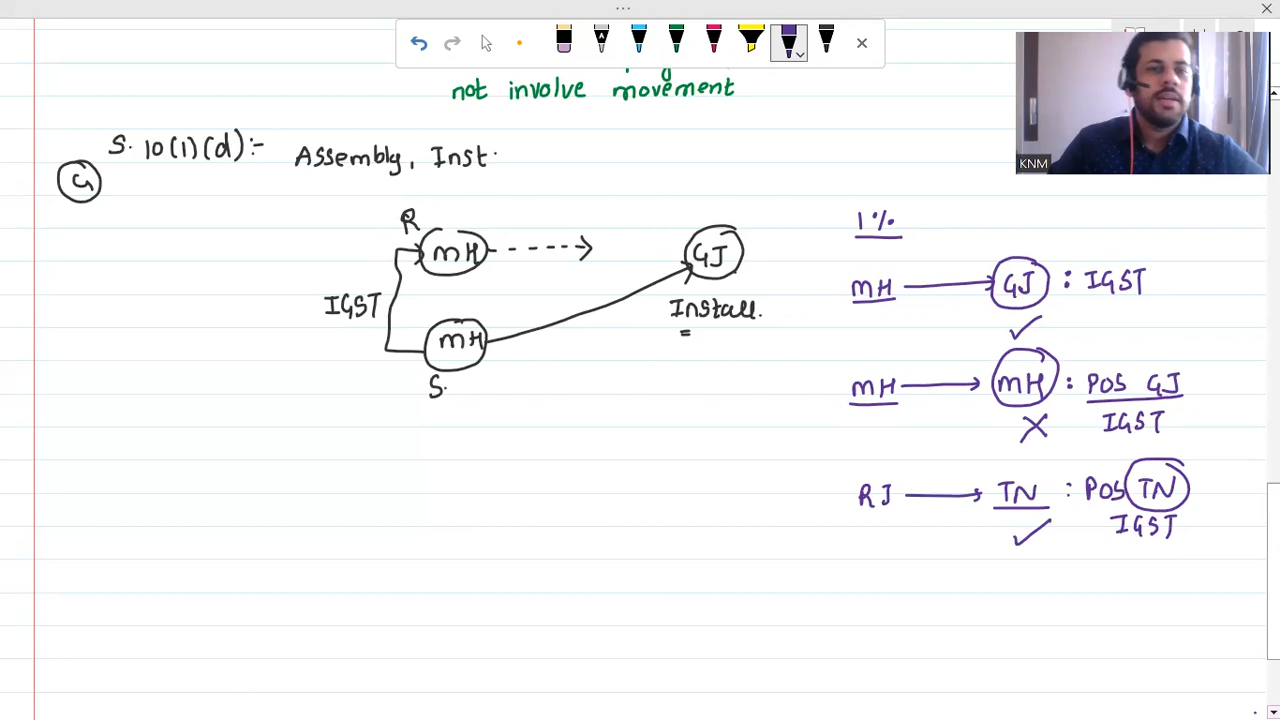 not involve movement
S. 10(1)(d):- Assembly, Inst.
G
R
MH GJ
IGST
Install.
MH
S.
1%
MH GJ : IGST
MH MH : POS GJ
IGST
RJ TN : POS TN
IGST
KNM
A